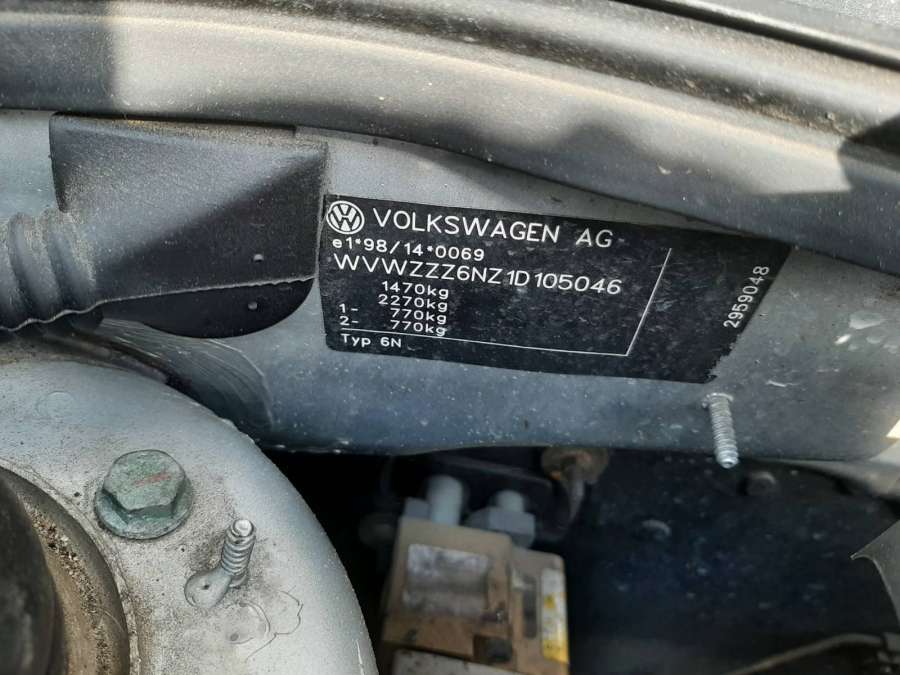 VOLKSWAGEN AG
e1*98/14*0069
WVWZZZ6NZ1D105046
1470kg
2270kg
1- 770kg
2- 770kg
Typ 6N
2959048